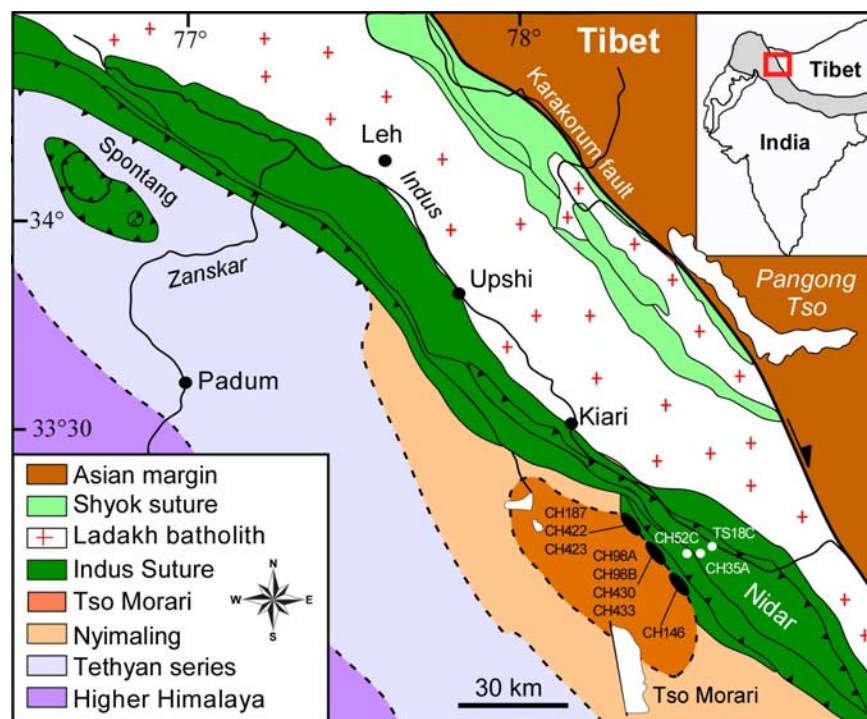 77°
78°
Tibet
Tibet
India
Karakorum fault
Leh
Indus
Spontang
34°
Zanskar
Upshi
Pangong
Tso
Padum
Kiari
33°30
Asian margin
Shyok suture
Ladakh batholith
Indus Suture
Tso Morari
Nyimaling
Tethyan series
Higher Himalaya
N
W
E
S
CH187
CH422
CH423
CH98A
CH98B
CH430
CH433
CH146
CH52C
TS18C
CH35A
Nidar
30 km
Tso Morari